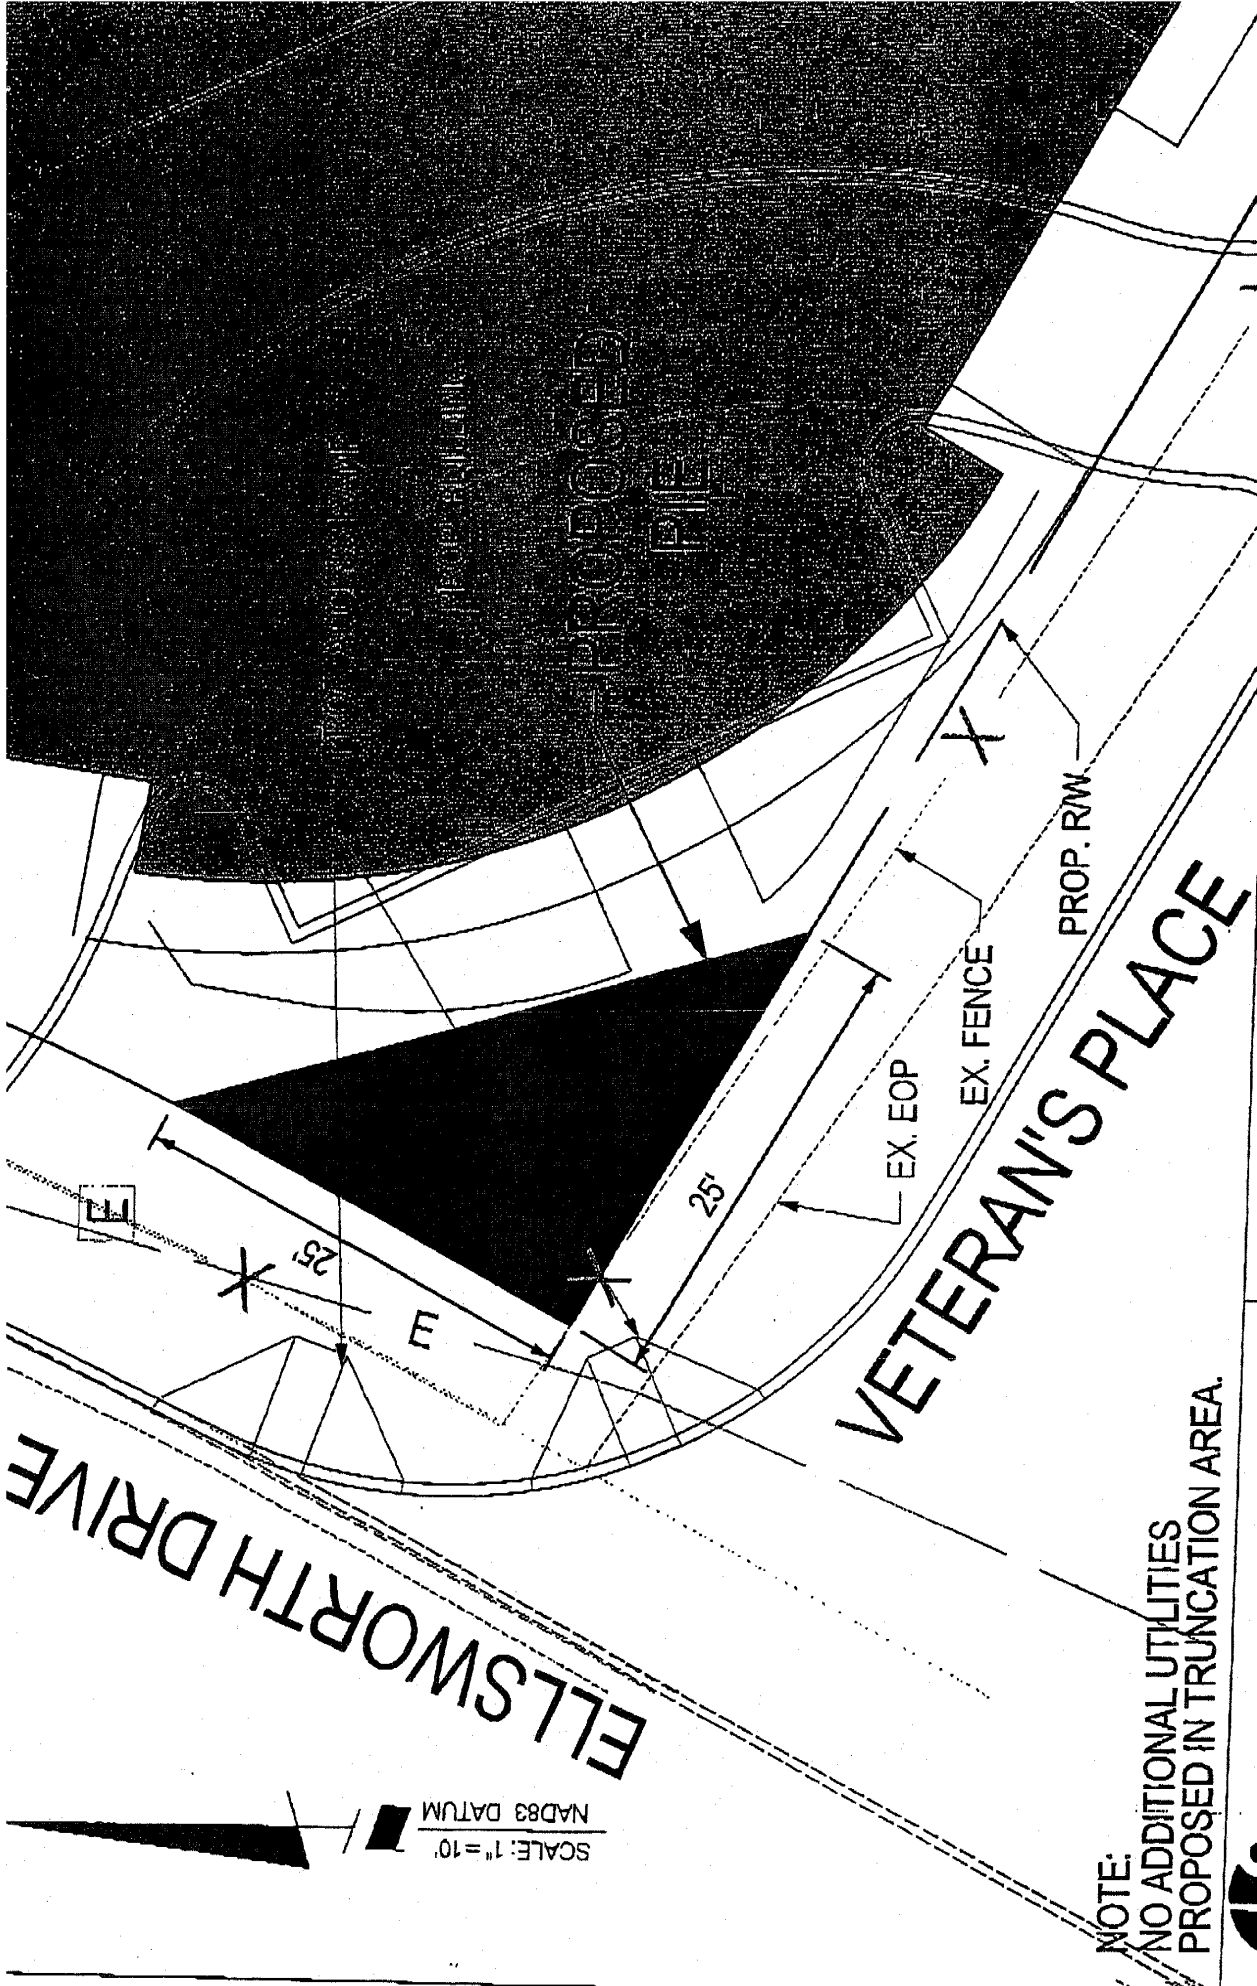 PROPOSED
PIE
E
25'
E
25'
PROP. R/W
EX. FENCE
EX. EOP
VETERAN'S PLACE
ELLSWORTH DRIVE
SCALE: 1"=10'
NAD83 DATUM
NOTE:
NO ADDITIONAL UTILITIES
PROPOSED IN TRUNCATION AREA.